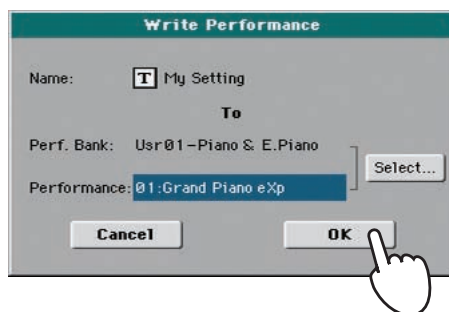 Write Performance
Name: T My Setting
To
Perf. Bank: Usr01-Piano & E.Piano
Select...
Performance: 01:Grand Piano eXp
Cancel OK